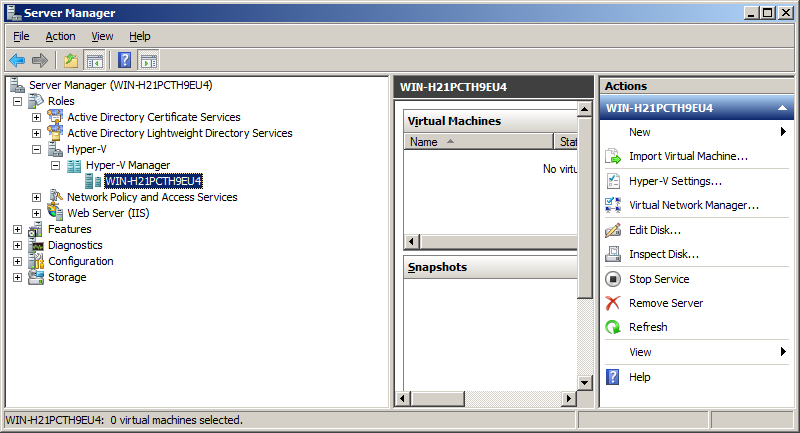 Server Manager
File Action View Help
Server Manager (WIN-H21PCTH9EU4)
Roles
Active Directory Certificate Services
Active Directory Lightweight Directory Services
Hyper-V
Hyper-V Manager
WIN-H21PCTH9EU4
Network Policy and Access Services
Web Server (IIS)
Features
Diagnostics
Configuration
Storage
WIN-H21PCTH9EU4
Virtual Machines
Name Stat
No virtu
Snapshots
Actions
WIN-H21PCTH9EU4
New
Import Virtual Machine...
Hyper-V Settings...
Virtual Network Manager...
Edit Disk...
Inspect Disk...
Stop Service
Remove Server
Refresh
View
Help
WIN-H21PCTH9EU4: 0 virtual machines selected.